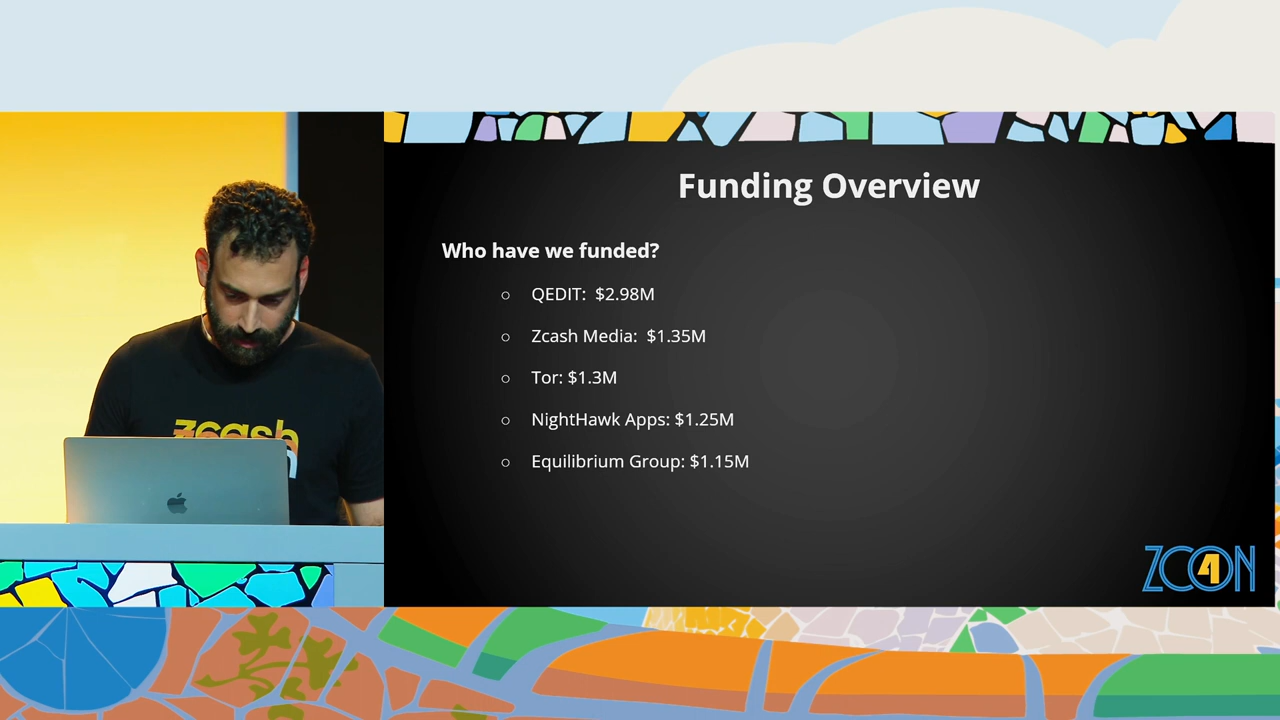 Funding Overview
Who have we funded?
○ QEDIT: $2.98M
○ Zcash Media: $1.35M
○ Tor: $1.3M
○ NightHawk Apps: $1.25M
○ Equilibrium Group: $1.15M
zcash
ZCON4